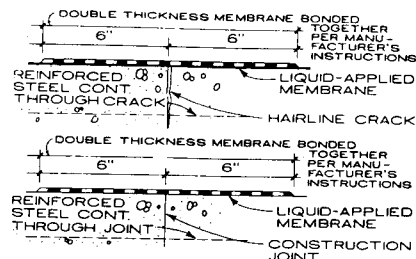 DOUBLE THICKNESS MEMBRANE BONDED
TOGETHER
PER MANU-
FACTURER'S
INSTRUCTIONS
6" 6"
REINFORCED
STEEL CONT.
THROUGH CRACK
LIQUID-APPLIED
MEMBRANE
HAIRLINE CRACK
DOUBLE THICKNESS MEMBRANE BONDED
TOGETHER
PER MANU-
FACTURER'S
INSTRUCTIONS
6" 6"
REINFORCED
STEEL CONT.
THROUGH JOINT
LIQUID-APPLIED
MEMBRANE
CONSTRUCTION
JOINT